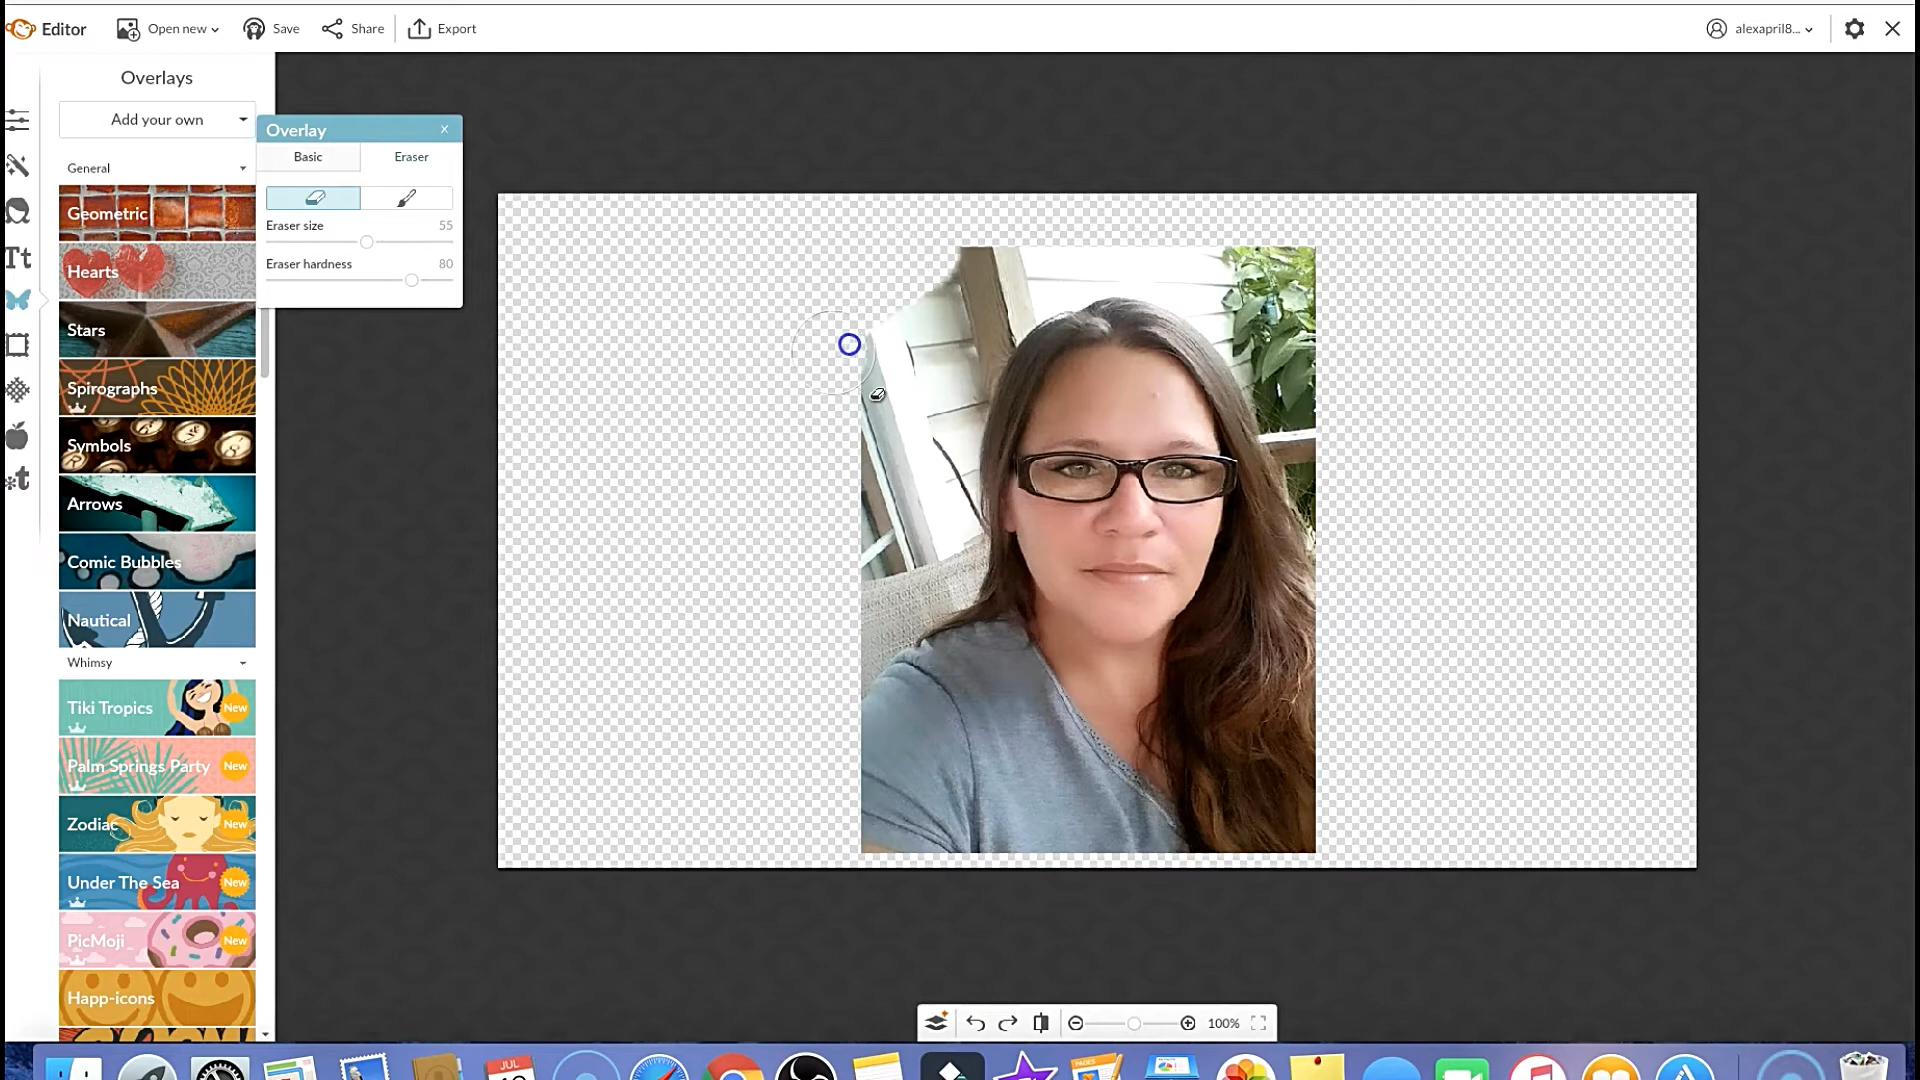 Editor
Open new
Save
Share
Export
alexapril8...
Overlays
Add your own
General
Geometric
Hearts
Stars
Spirographs
Symbols
Arrows
Comic Bubbles
Nautical
Whimsy
Tiki Tropics
New
Palm Springs Party
New
Zodiac
New
Under The Sea
New
PicMoji
New
Happ-icons
Overlay
x
Basic
Eraser
Eraser size
55
Eraser hardness
80
100%
JUL
PAGES